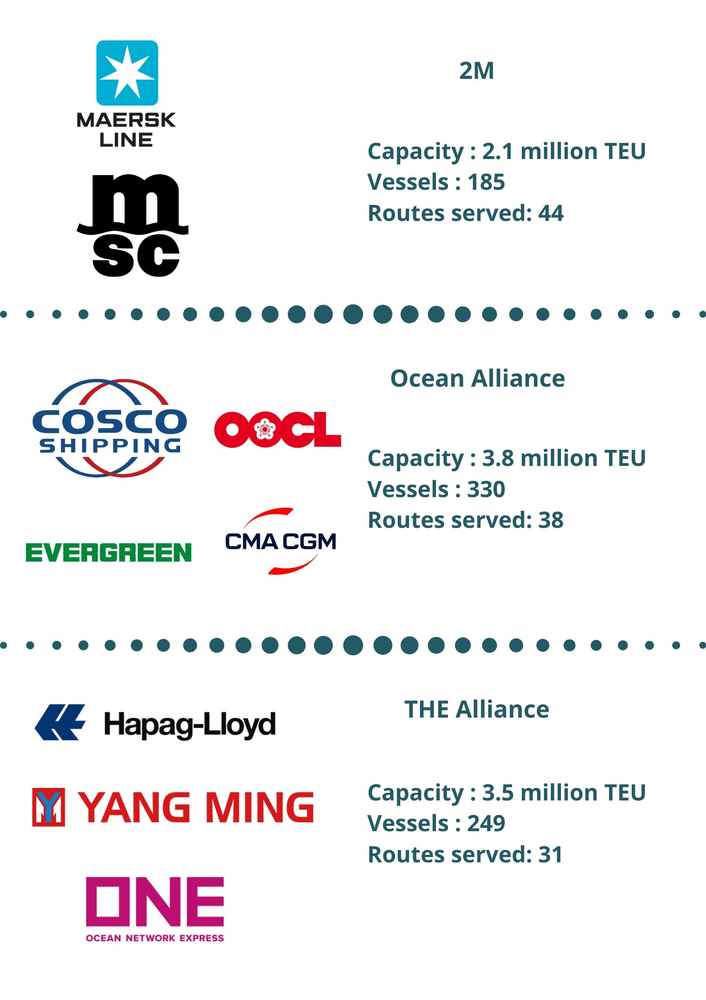 MAERSK
LINE
msc
2M
Capacity : 2.1 million TEU
Vessels : 185
Routes served: 44
COSCO
SHIPPING
OOCL
EVERGREEN
CMA CGM
Ocean Alliance
Capacity : 3.8 million TEU
Vessels : 330
Routes served: 38
Hapag-Lloyd
YANG MING
ONE
OCEAN NETWORK EXPRESS
THE Alliance
Capacity : 3.5 million TEU
Vessels : 249
Routes served: 31